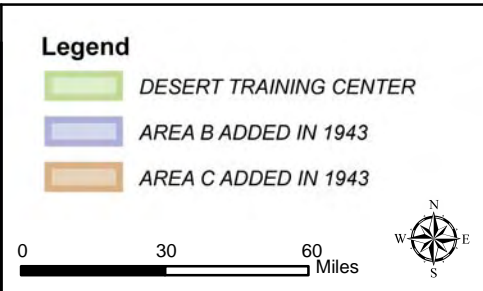 Legend
DESERT TRAINING CENTER
AREA B ADDED IN 1943
AREA C ADDED IN 1943
N
W E
S
0 30 60
Miles